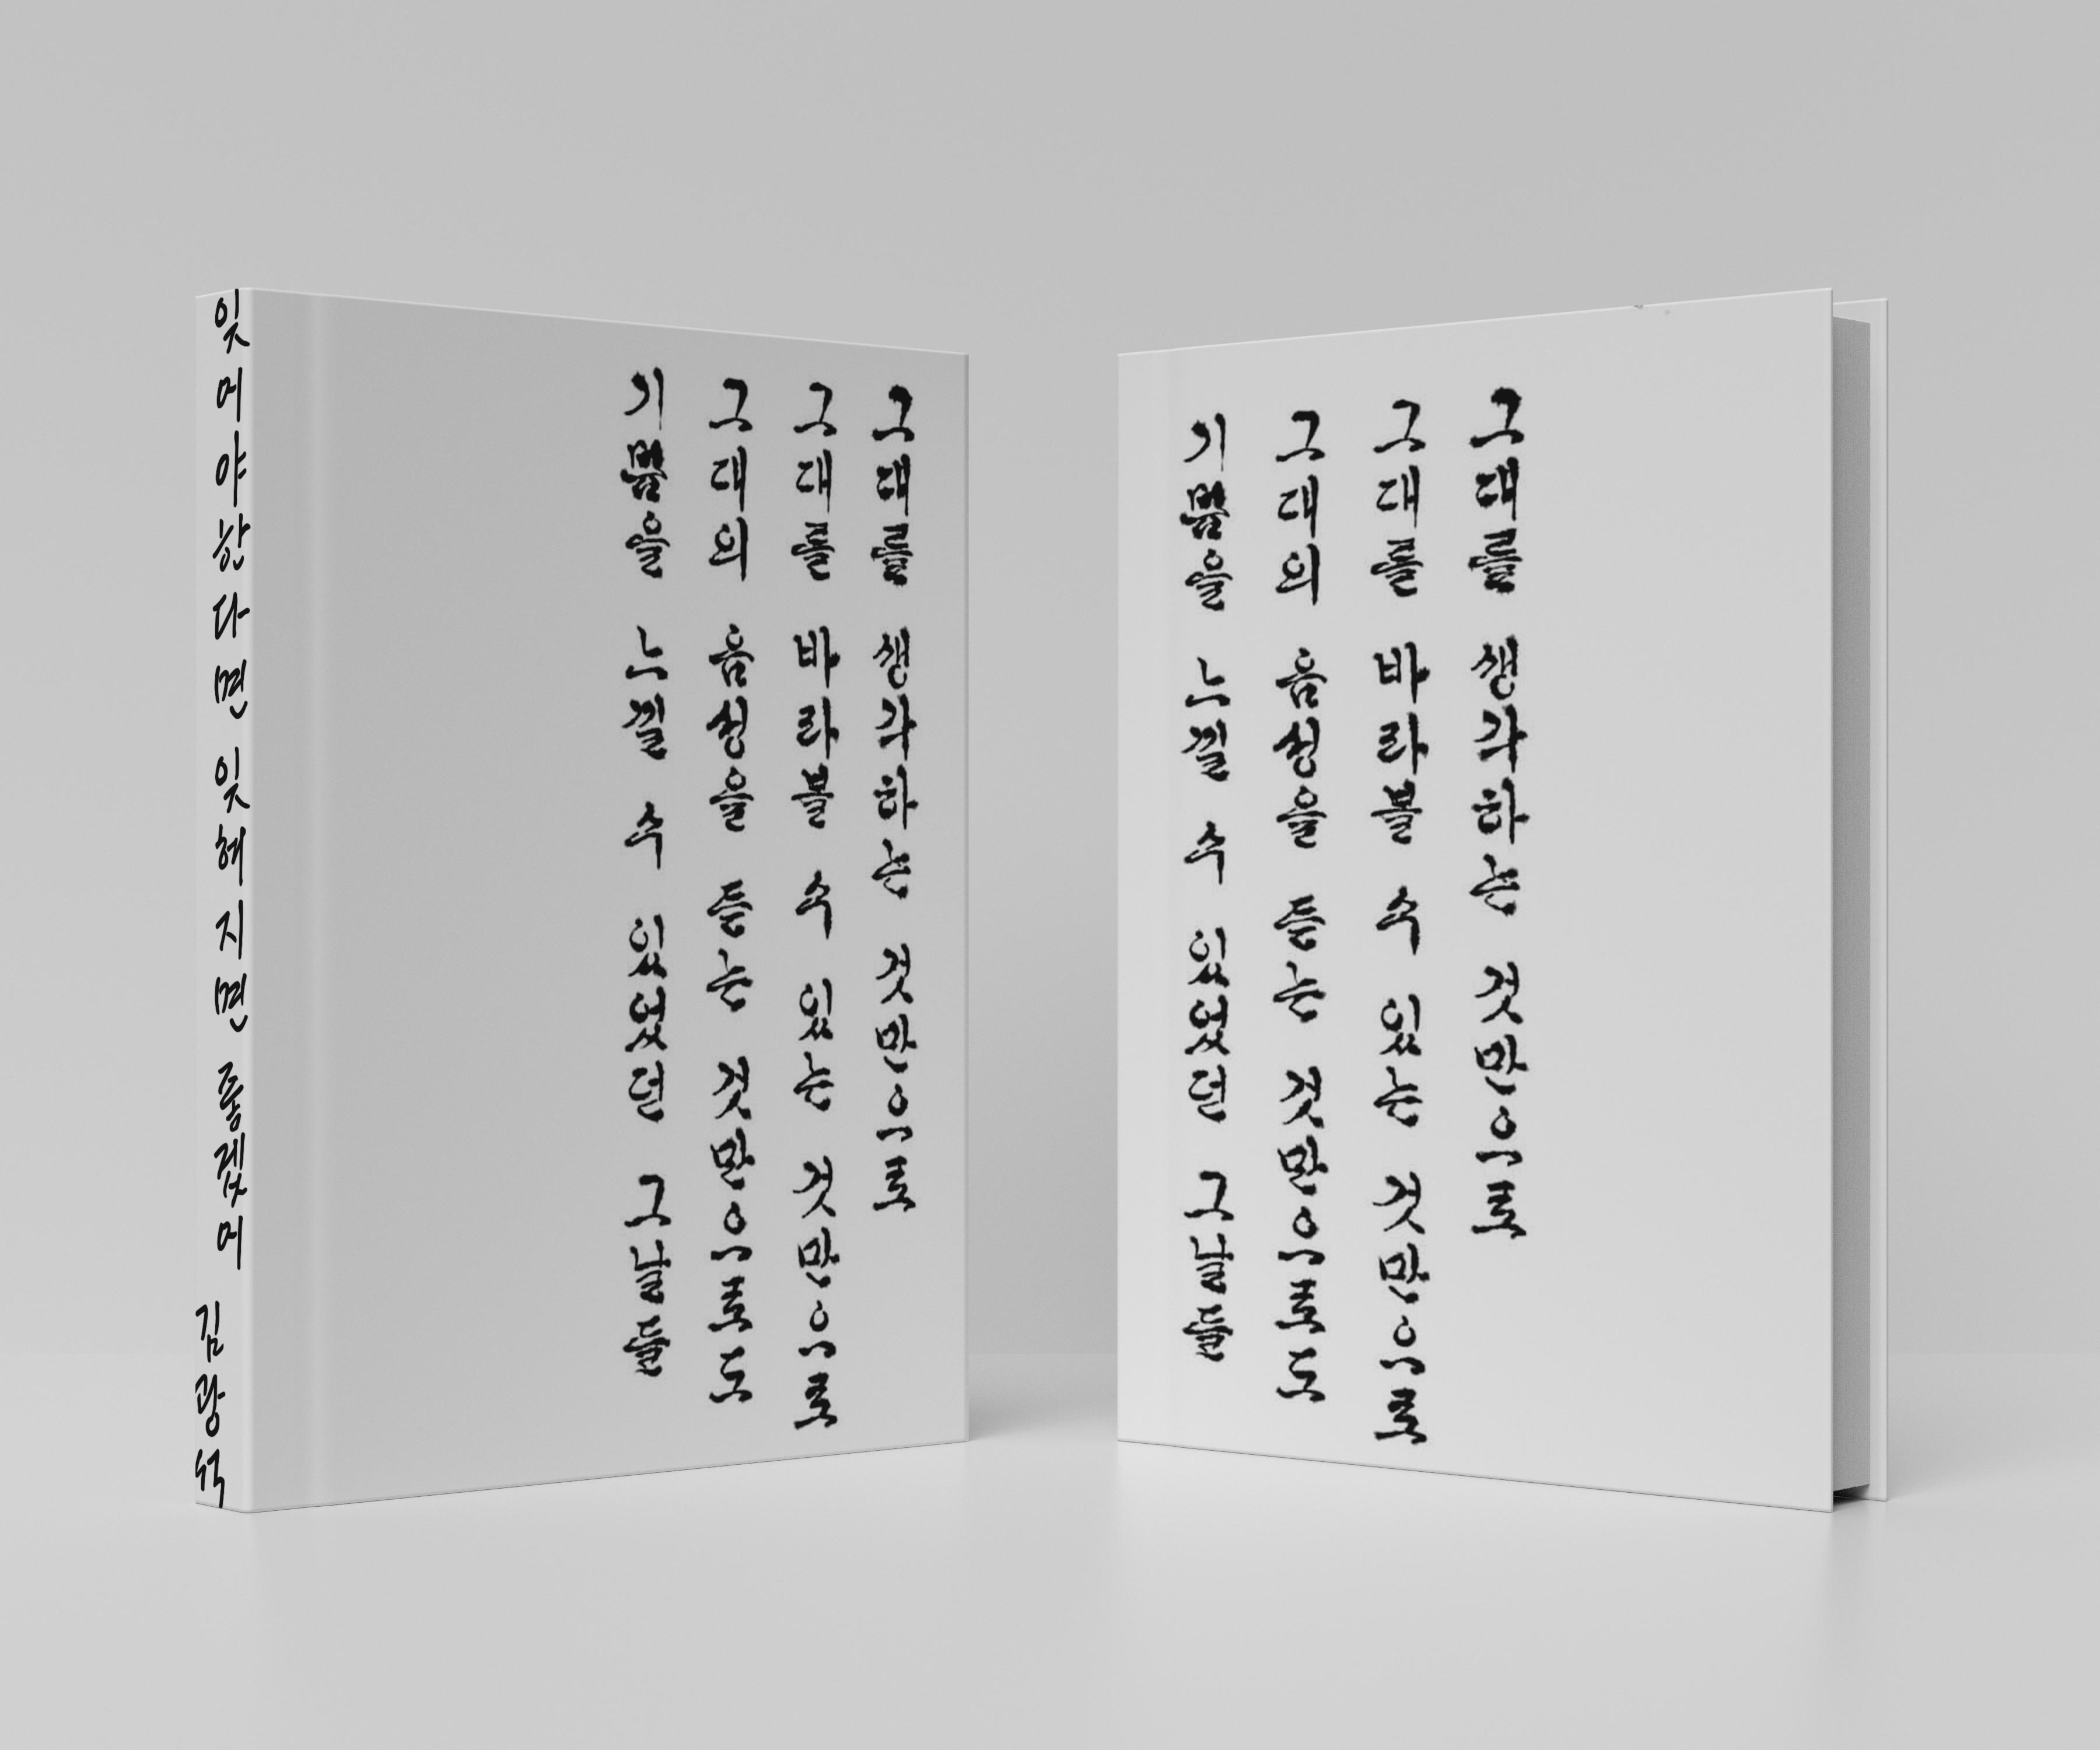 잊어야한다면 잊혀지면 좋겠어
김광석
그대를 생각하는 것만으로
그대를 바라볼 수 있는 것만으로
그대의 음성을 듣는 것만으로도
기쁨을 느낄 수 있었던 그날들
그대를 생각하는 것만으로
그대를 바라볼 수 있는 것만으로
그대의 음성을 듣는 것만으로도
기쁨을 느낄 수 있었던 그날들